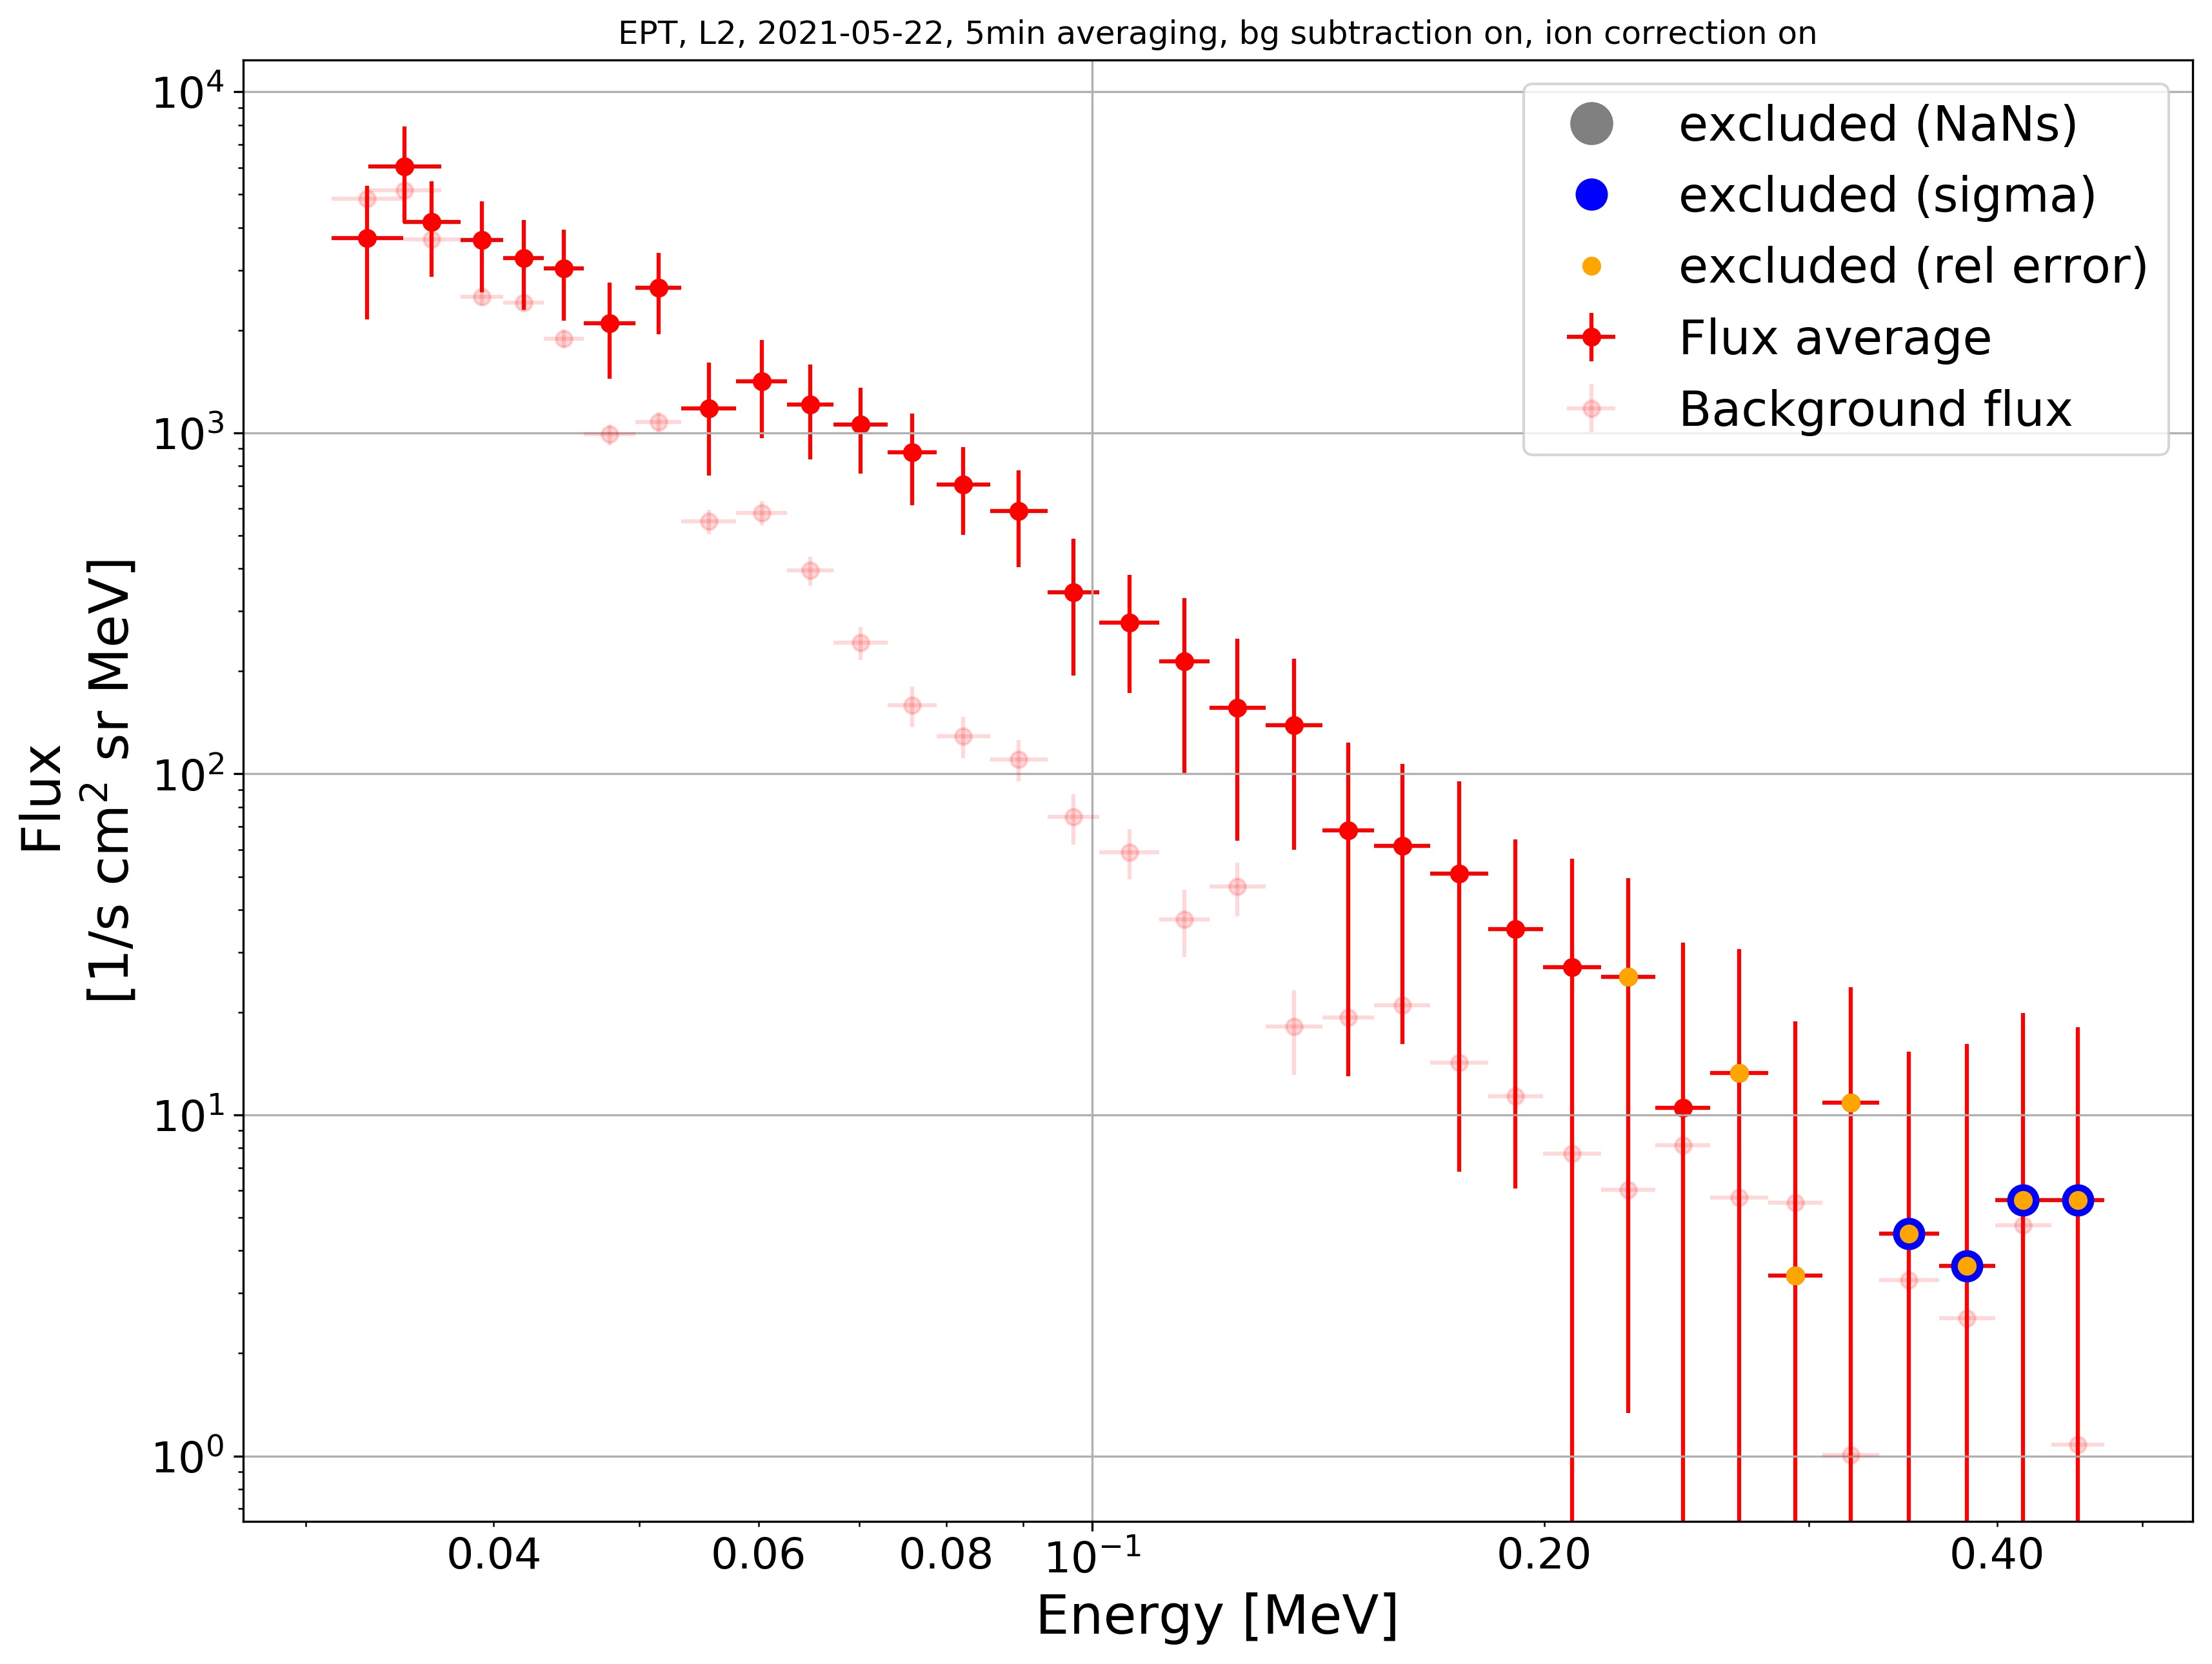 EPT, L2, 2021-05-22, 5min averaging, bg subtraction on, ion correction on
excluded (NaNs)
excluded (sigma)
excluded (rel error)
Flux average
Background flux
Flux
[1/s cm² sr MeV]
10⁴
10³
10²
10¹
10⁰
0.04
0.06
0.08
10⁻¹
0.20
0.40
Energy [MeV]